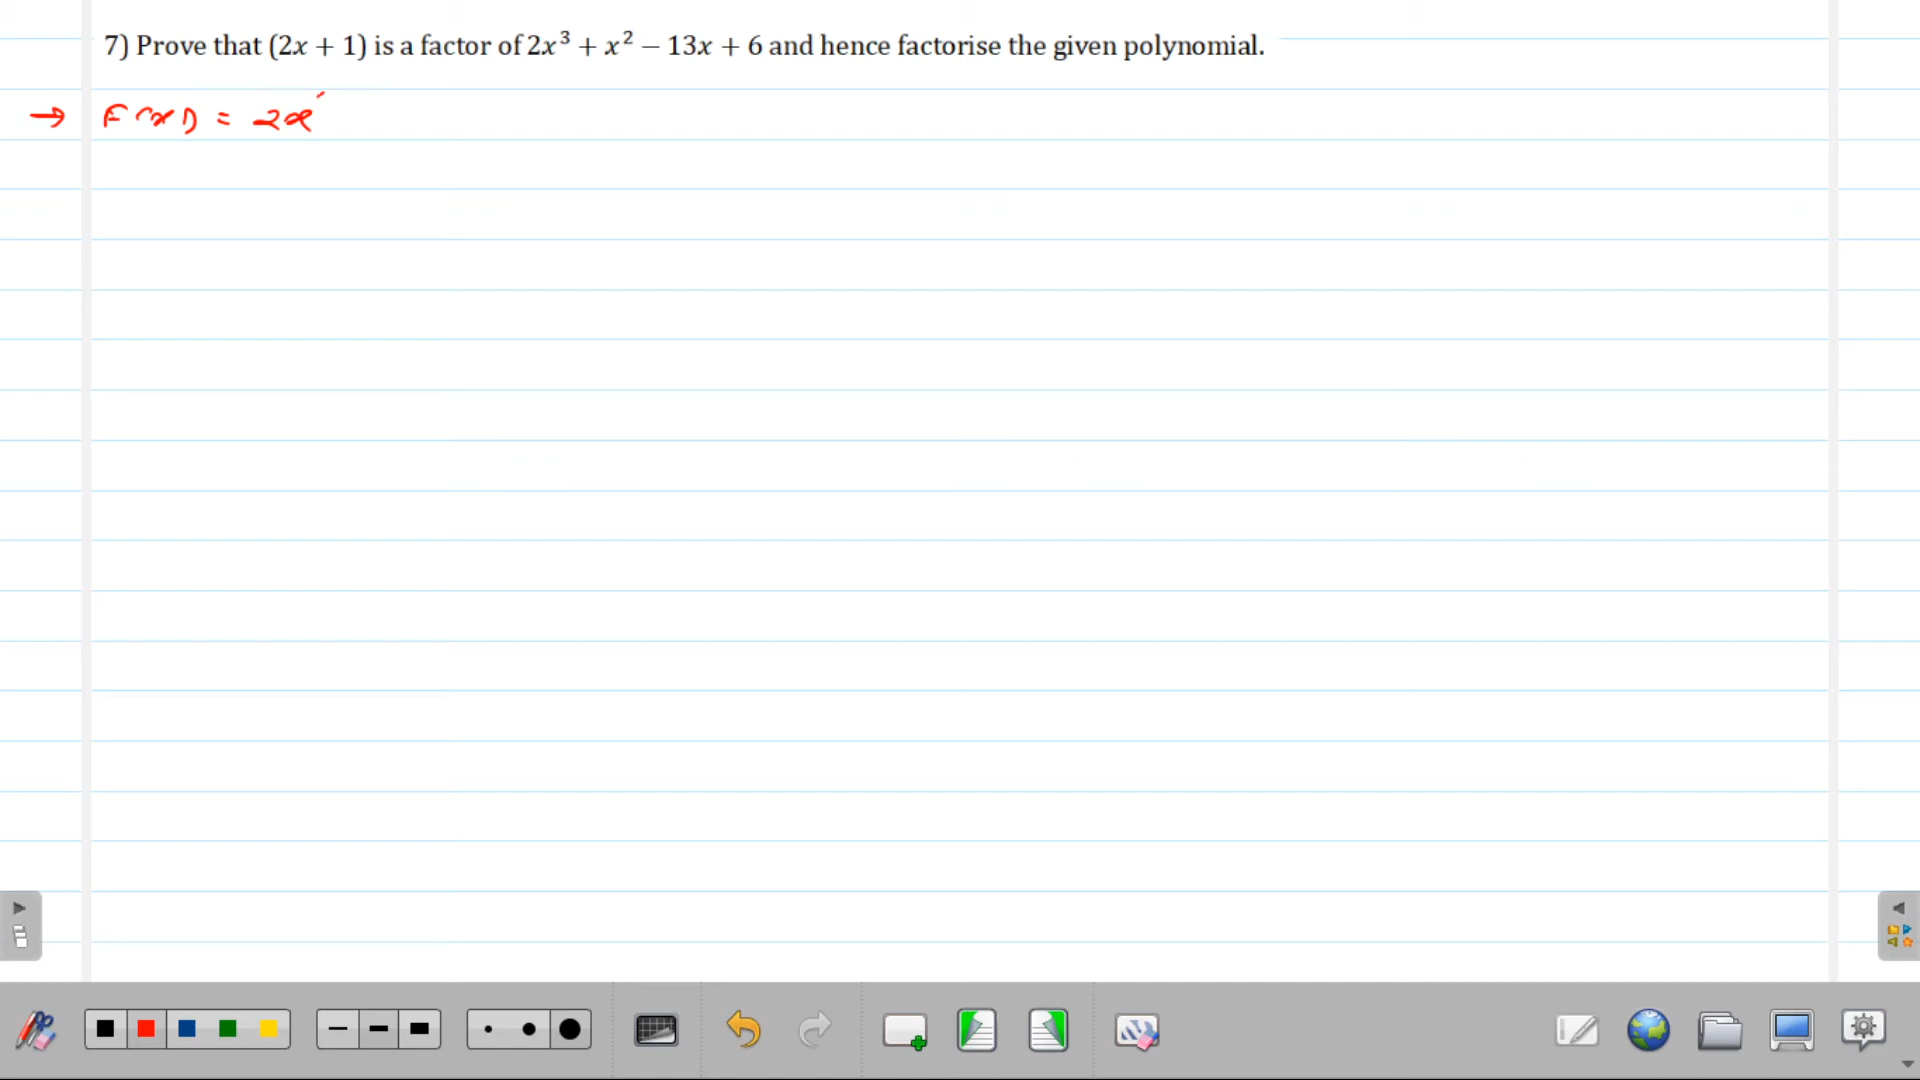 7) Prove that (2x + 1) is a factor of 2x³ + x² − 13x + 6 and hence factorise the given polynomial.
→ F(x) = 2x